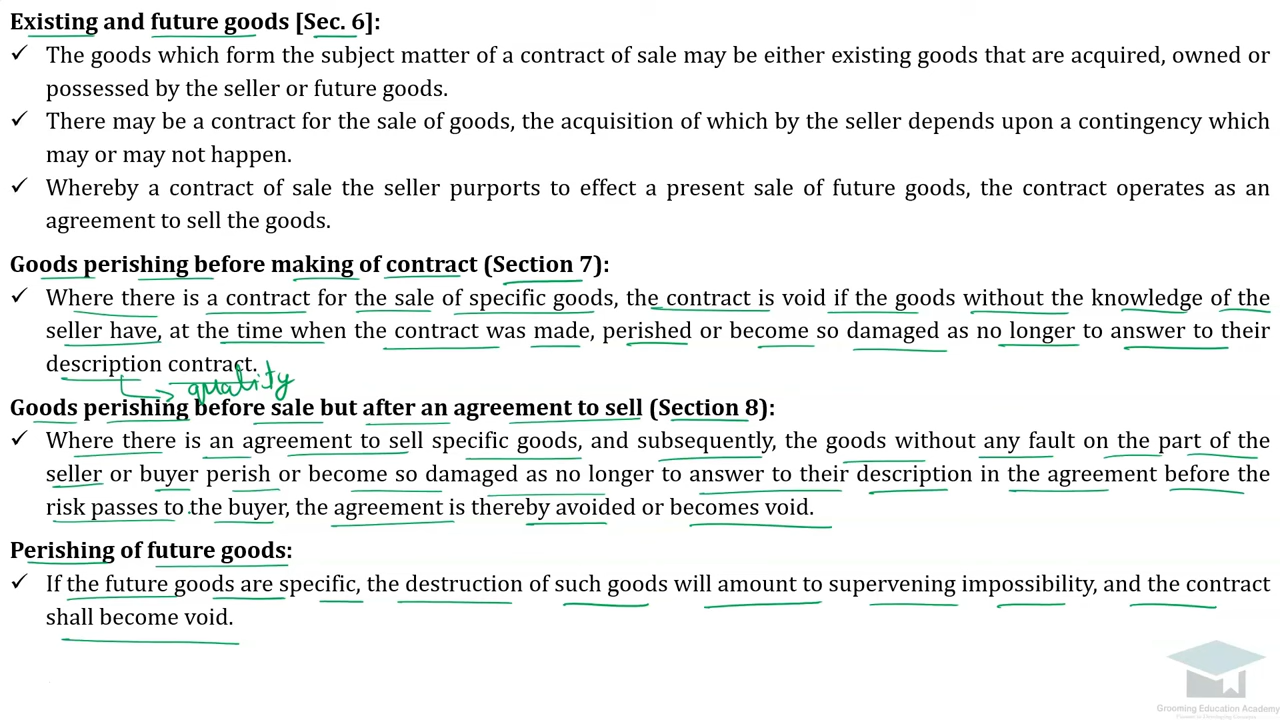 Existing and future goods [Sec. 6]:
✓ The goods which form the subject matter of a contract of sale may be either existing goods that are acquired, owned or
possessed by the seller or future goods.
✓ There may be a contract for the sale of goods, the acquisition of which by the seller depends upon a contingency which
may or may not happen.
✓ Whereby a contract of sale the seller purports to effect a present sale of future goods, the contract operates as an
agreement to sell the goods.
Goods perishing before making of contract (Section 7):
✓ Where there is a contract for the sale of specific goods, the contract is void if the goods without the knowledge of the
seller have, at the time when the contract was made, perished or become so damaged as no longer to answer to their
description contract.
quality
Goods perishing before sale but after an agreement to sell (Section 8):
✓ Where there is an agreement to sell specific goods, and subsequently, the goods without any fault on the part of the
seller or buyer perish or become so damaged as no longer to answer to their description in the agreement before the
risk passes to the buyer, the agreement is thereby avoided or becomes void.
Perishing of future goods:
✓ If the future goods are specific, the destruction of such goods will amount to supervening impossibility, and the contract
shall become void.
Grooming Education Academy